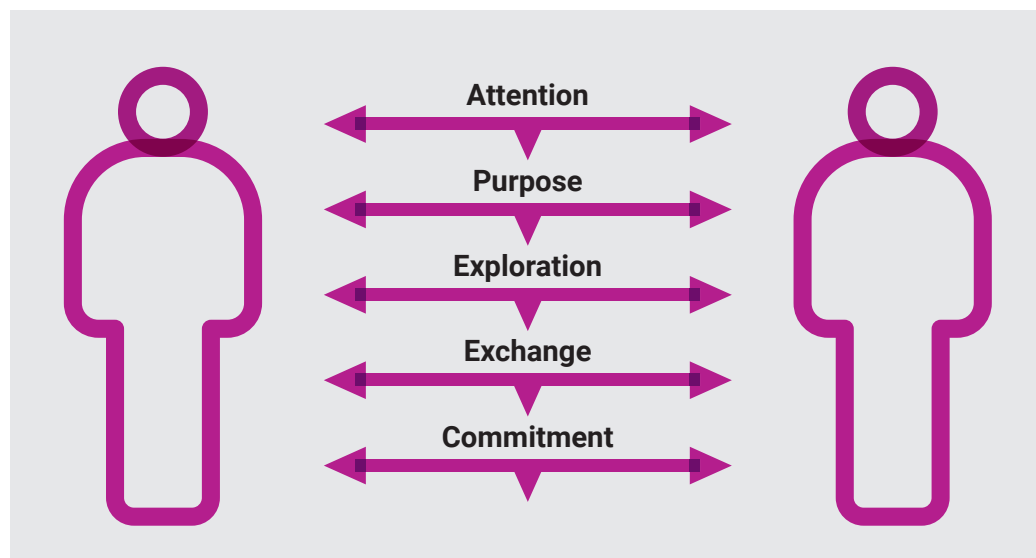 Attention
Purpose
Exploration
Exchange
Commitment